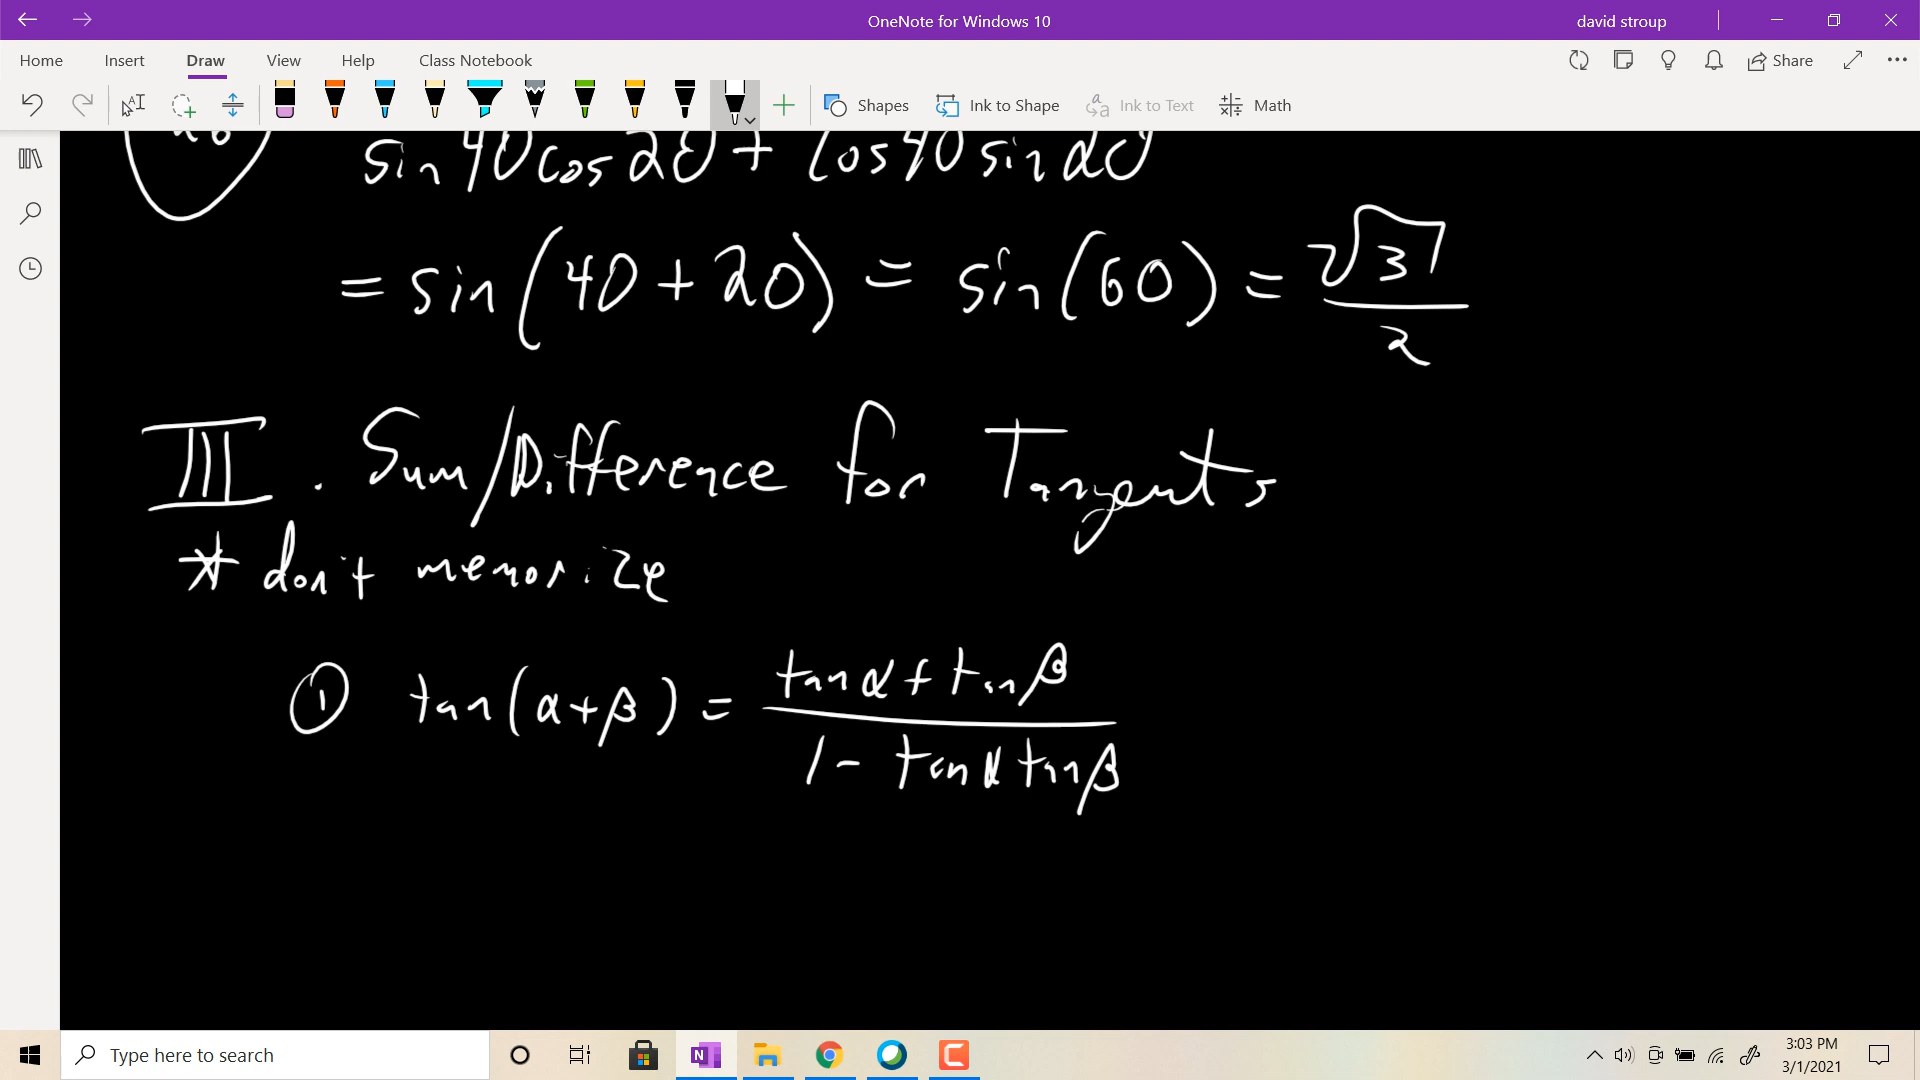 OneNote for Windows 10
david stroup
Home Insert Draw View Help Class Notebook
Share
Shapes Ink to Shape Ink to Text Math
sin 40 cos 20 + cos 40 sin 20
= sin(40+20) = sin(60) = √3/2
III. Sum/Difference for Tangents
* don't memorize
① tan(α+β) = tanα + tanβ
1 - tanα tanβ
Type here to search
3:03 PM
3/1/2021